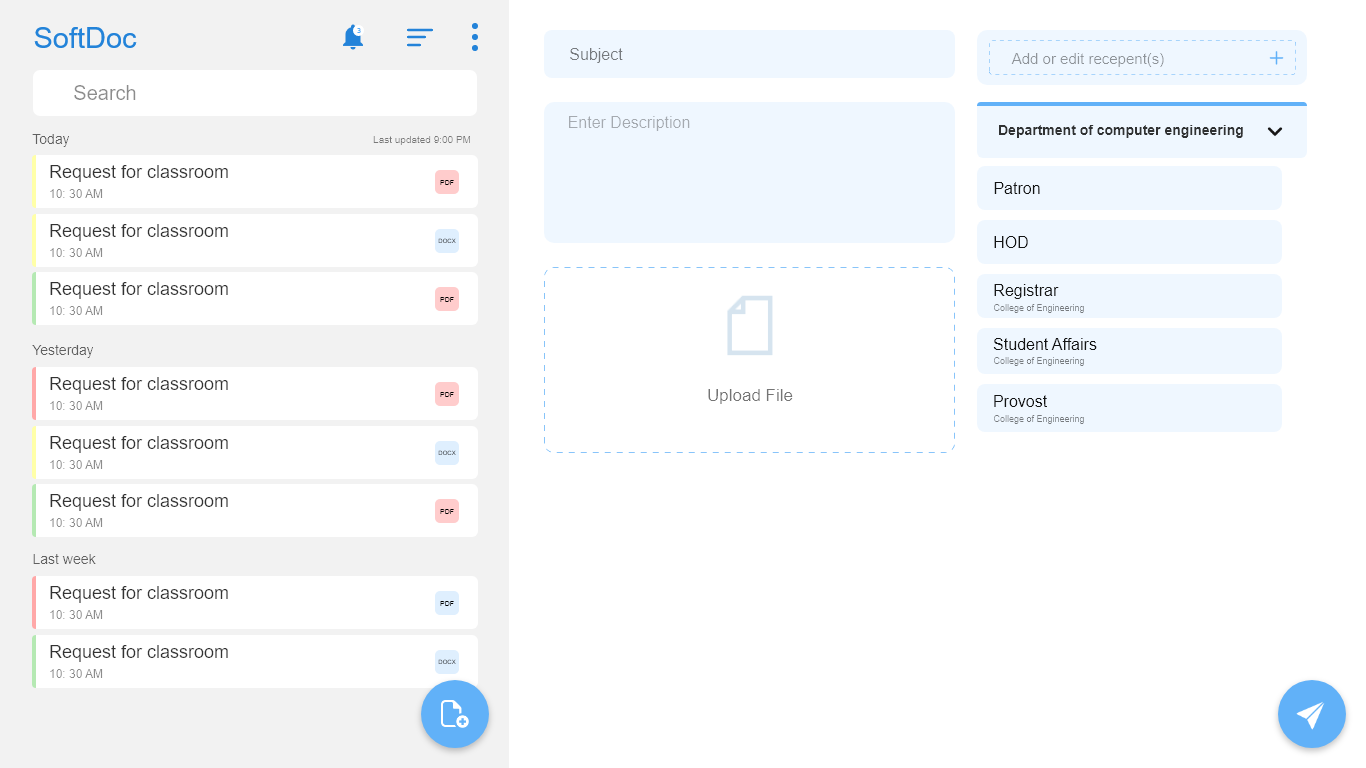 SoftDoc
3
Search
Today
Last updated 9:00 PM
Request for classroom
10: 30 AM
PDF
Request for classroom
10: 30 AM
DOCX
Request for classroom
10: 30 AM
PDF
Yesterday
Request for classroom
10: 30 AM
PDF
Request for classroom
10: 30 AM
DOCX
Request for classroom
10: 30 AM
PDF
Last week
Request for classroom
10: 30 AM
PDF
Request for classroom
10: 30 AM
DOCX
Subject
Enter Description
Upload File
Add or edit recepent(s)
Department of computer engineering
Patron
HOD
Registrar
College of Engineering
Student Affairs
College of Engineering
Provost
College of Engineering